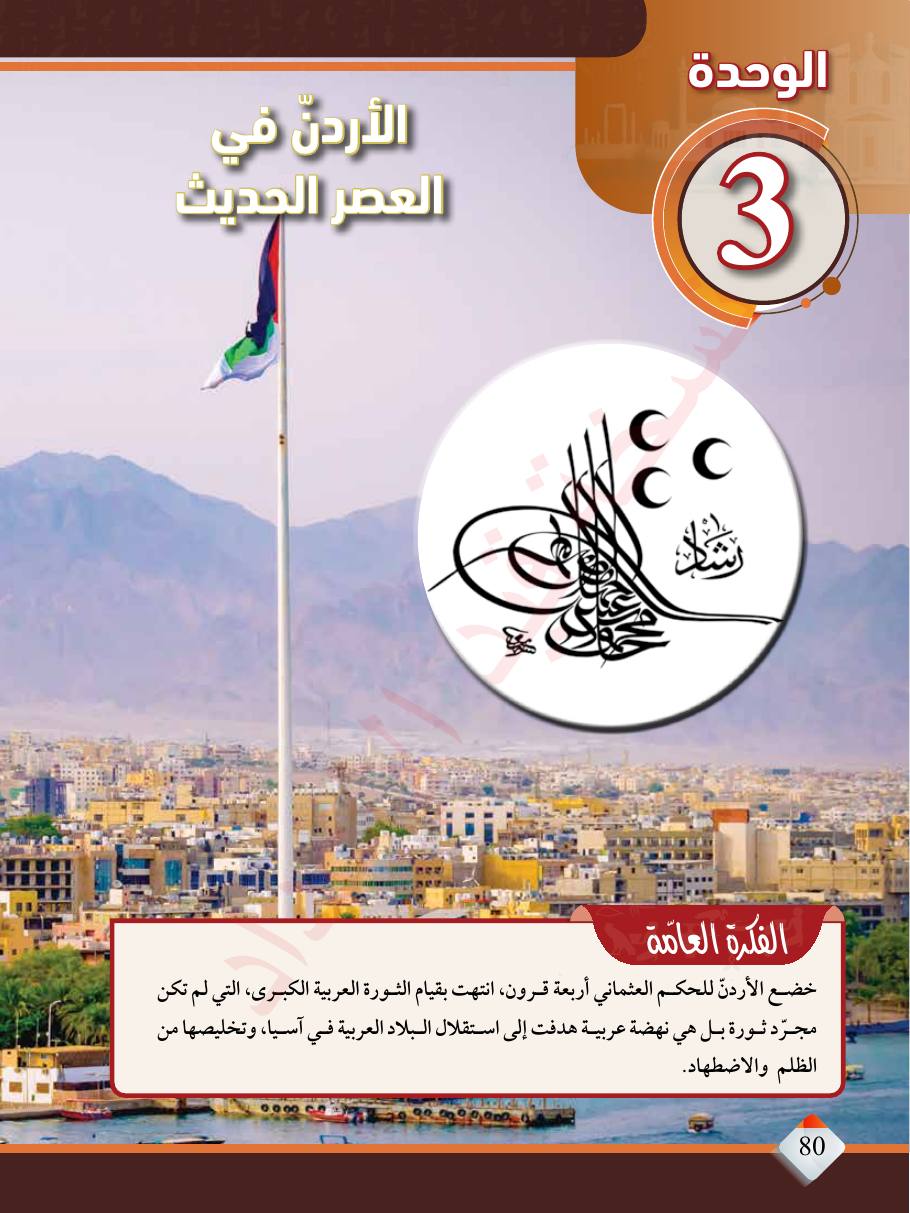 الوحدة
3
الأردنّ في
العصر الحديث
رشاد
الفكرة العامّة
خضع الأردنّ للحكم العثماني أربعة قرون، انتهت بقيام الثورة العربية الكبرى، التي لم تكن
مجرّد ثورة بل هي نهضة عربية هدفت إلى استقلال البلاد العربية في آسيا، وتخليصها من
الظلم والاضطهاد.
80